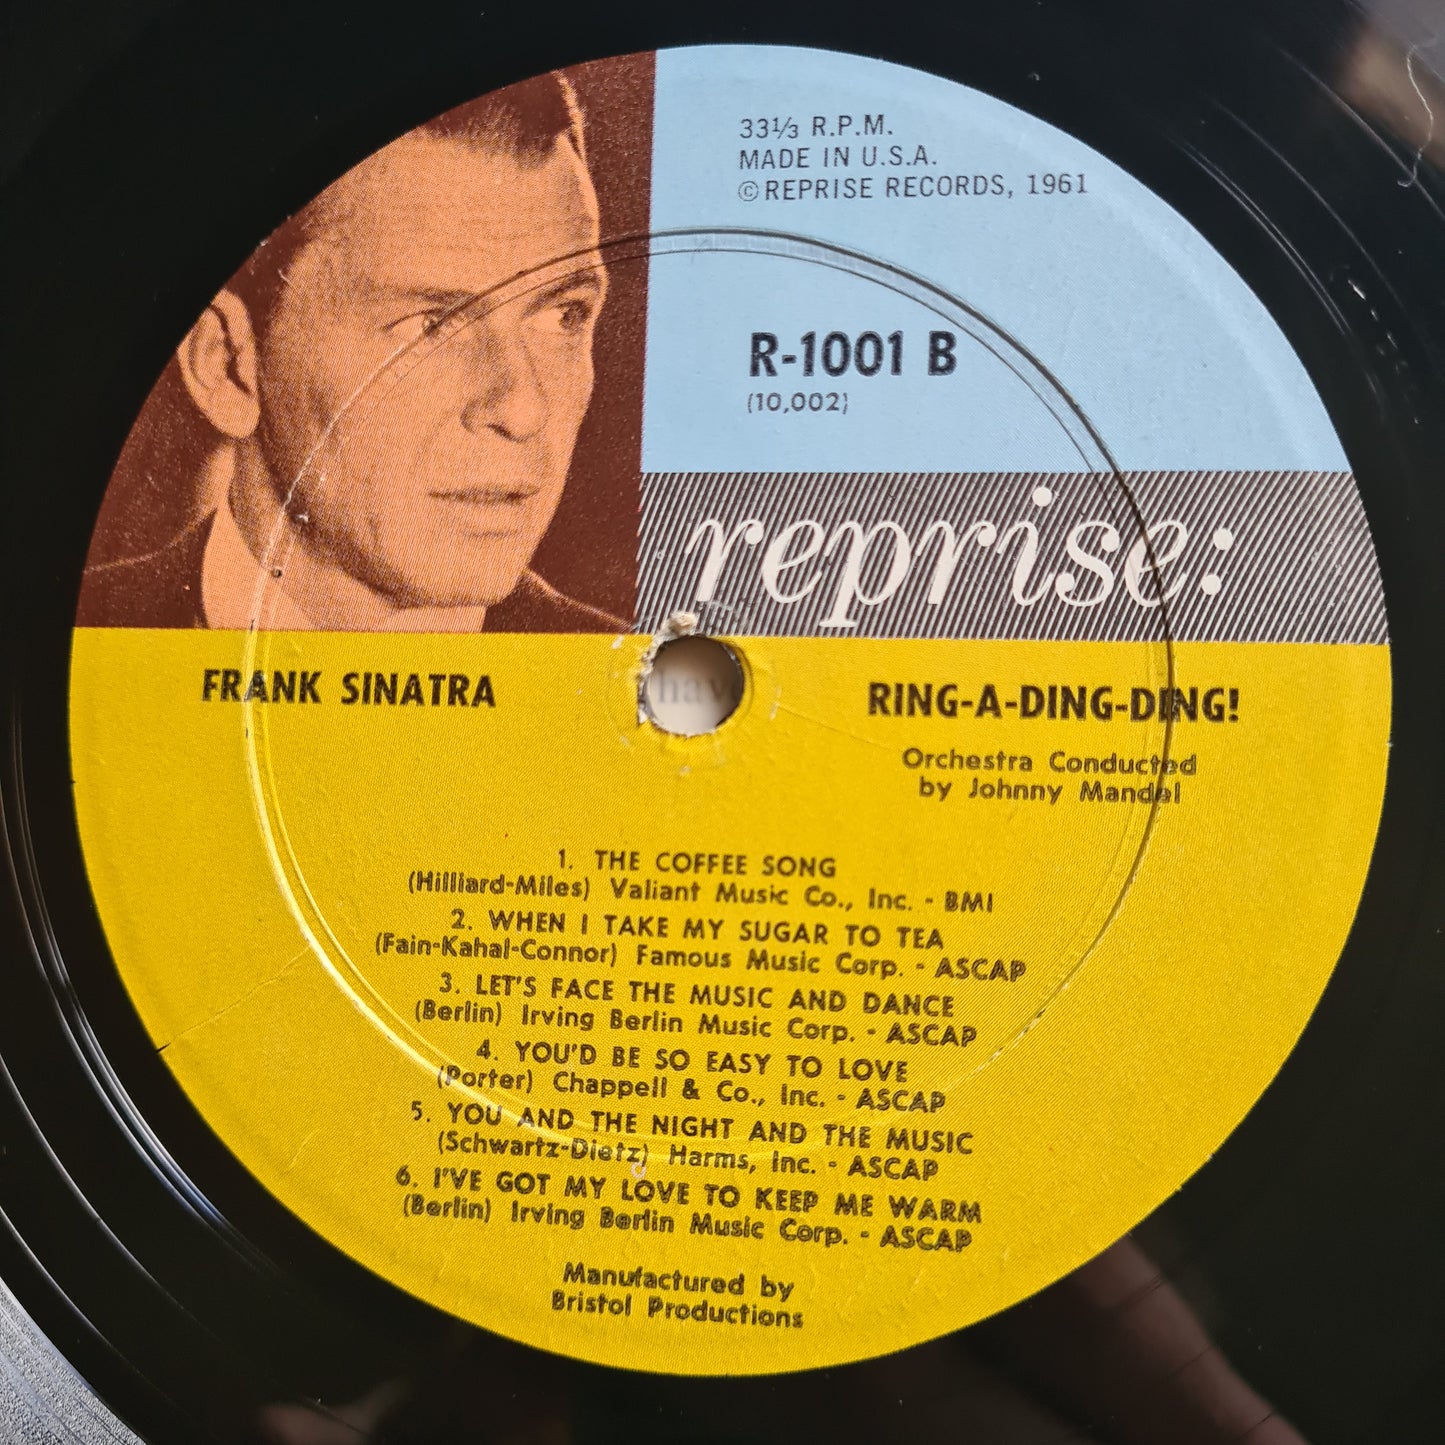 33⅓ R.P.M.
MADE IN U.S.A.
©REPRISE RECORDS, 1961
R-1001 B
(10,002)
reprise:
FRANK SINATRA
RING-A-DING-DING!
Orchestra Conducted
by Johnny Mandel
1. THE COFFEE SONG
(Hilliard-Miles) Valiant Music Co., Inc. - BMI
2. WHEN I TAKE MY SUGAR TO TEA
(Fain-Kahal-Connor) Famous Music Corp. - ASCAP
3. LET'S FACE THE MUSIC AND DANCE
(Berlin) Irving Berlin Music Corp. - ASCAP
4. YOU'D BE SO EASY TO LOVE
(Porter) Chappell & Co., Inc. - ASCAP
5. YOU AND THE NIGHT AND THE MUSIC
(Schwartz-Dietz) Harms, Inc. - ASCAP
6. I'VE GOT MY LOVE TO KEEP ME WARM
(Berlin) Irving Berlin Music Corp. - ASCAP
Manufactured by
Bristol Productions